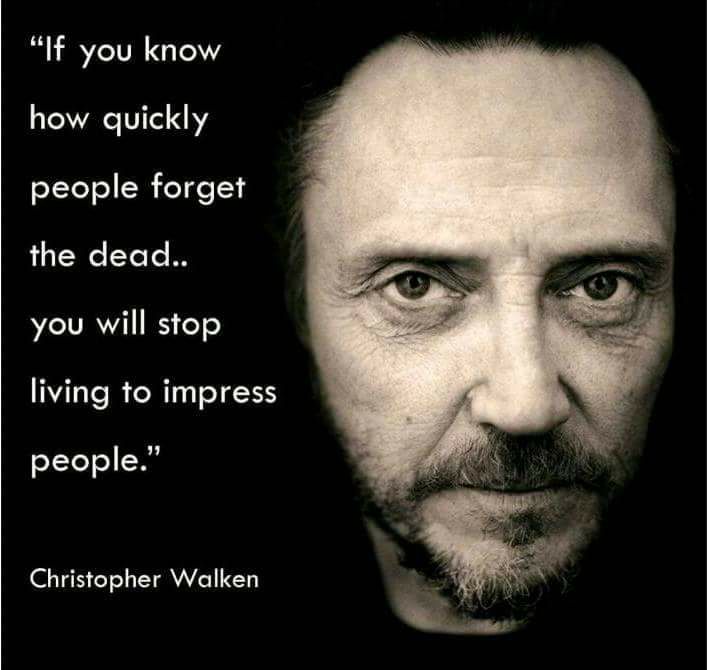 “If you know
how quickly
people forget
the dead..
you will stop
living to impress
people.”
Christopher Walken